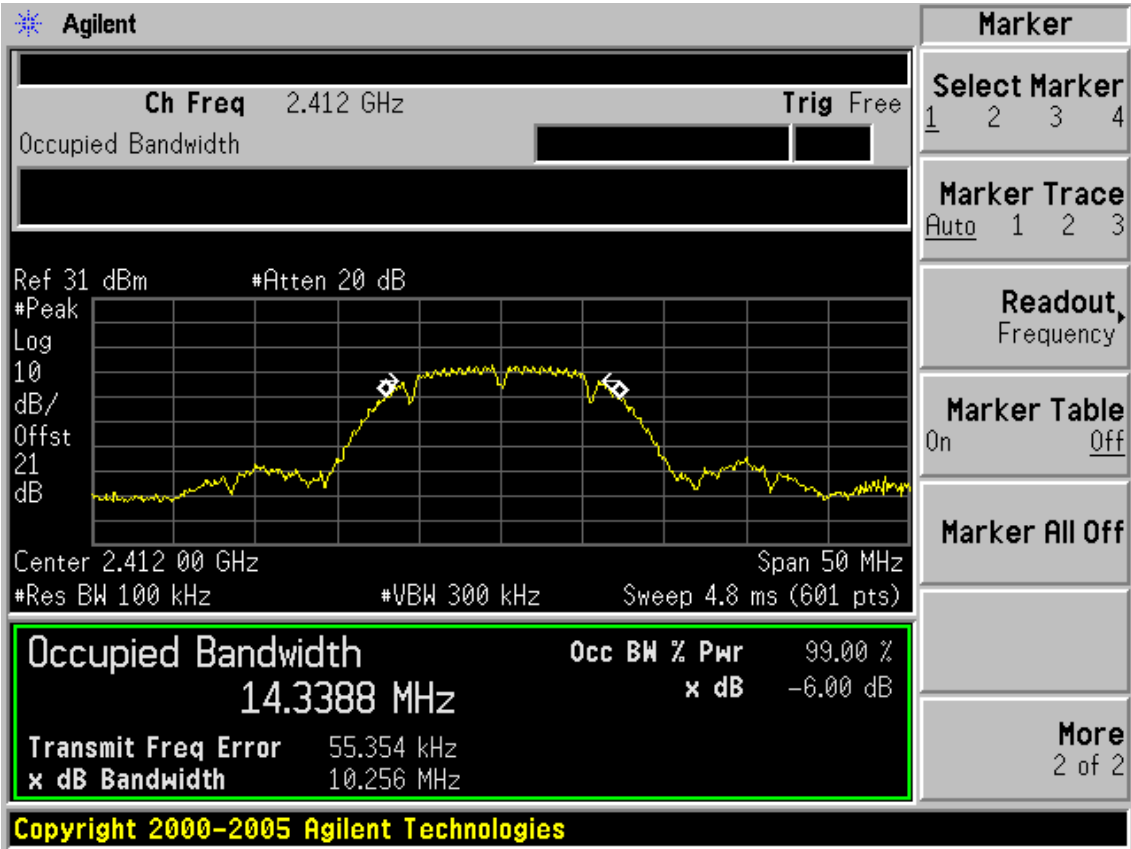 Agilent
Ch Freq 2.412 GHz Trig Free
Occupied Bandwidth
Ref 31 dBm #Atten 20 dB
#Peak
Log
10
dB/
Offst
21
dB
Center 2.412 00 GHz Span 50 MHz
#Res BW 100 kHz #VBW 300 kHz Sweep 4.8 ms (601 pts)
Occupied Bandwidth
14.3388 MHz
Occ BW % Pwr 99.00 %
x dB -6.00 dB
Transmit Freq Error 55.354 kHz
x dB Bandwidth 10.256 MHz
Copyright 2000-2005 Agilent Technologies
Marker
Select Marker
1 2 3 4
Marker Trace
Auto 1 2 3
Readout
Frequency
Marker Table
On Off
Marker All Off
More
2 of 2